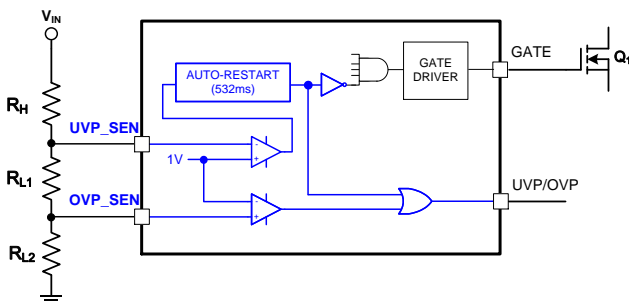 VIN
RH
UVP_SEN
RL1
OVP_SEN
RL2
AUTO-RESTART
(532ms)
1V
-
+
-
+
GATE
DRIVER
GATE
Q1
UVP/OVP